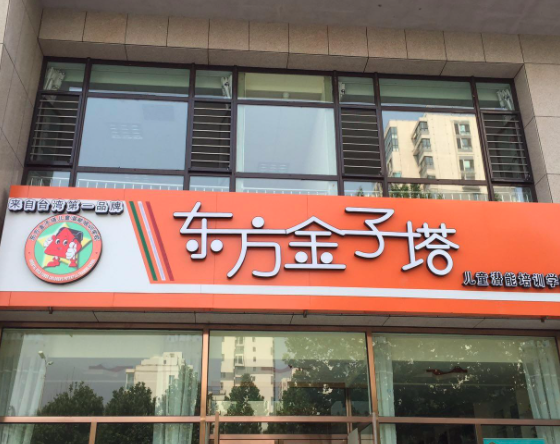 来自台湾第一品牌
东方金子塔
儿童潜能培训学